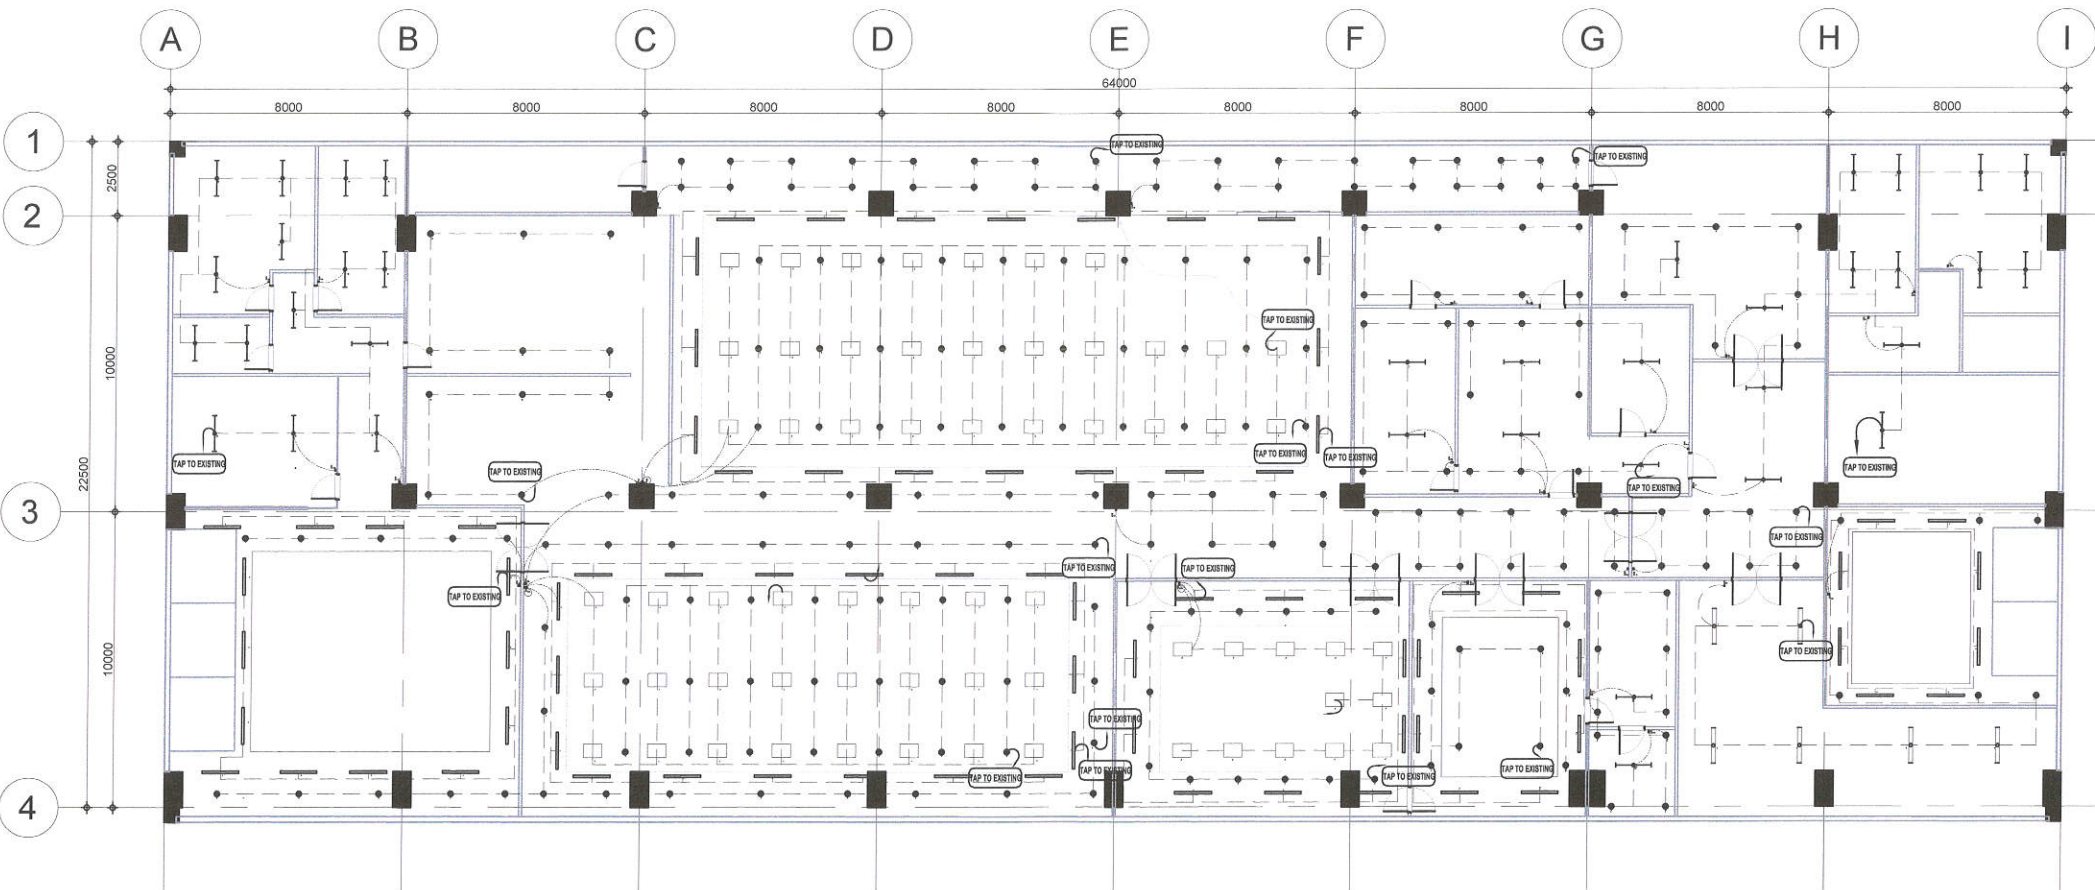 A B C D E F G H I
64000
8000 8000 8000 8000 8000 8000 8000 8000
1
TAP TO EXISTING
TAP TO EXISTING
2500
2
TAP TO EXISTING
10000
TAP TO EXISTING
TAP TO EXISTING
TAP TO EXISTING
TAP TO EXISTING
TAP TO EXISTING
22500
TAP TO EXISTING
3
TAP TO EXISTING
TAP TO EXISTING
TAP TO EXISTING
TAP TO EXISTING
10000
TAP TO EXISTING
TAP TO EXISTING
TAP TO EXISTING
TAP TO EXISTING
TAP TO EXISTING
TAP TO EXISTING
4